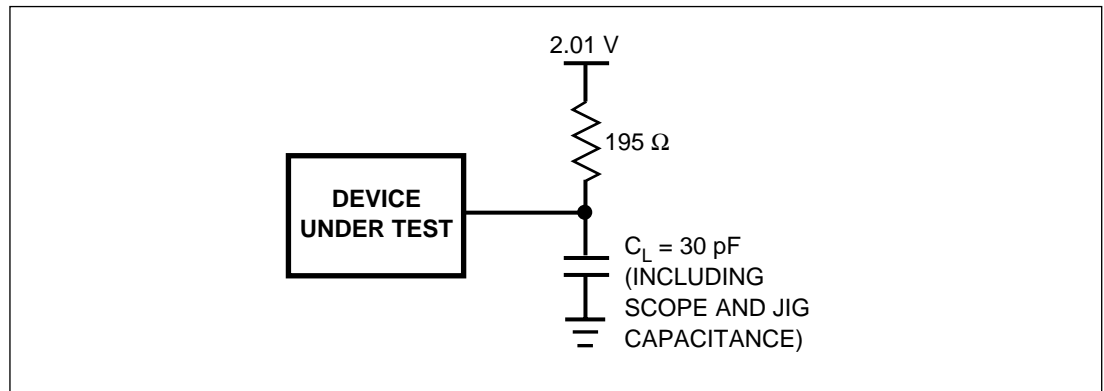 2.01 V
195 Ω
DEVICE
UNDER TEST
C_L = 30 pF
(INCLUDING
SCOPE AND JIG
CAPACITANCE)